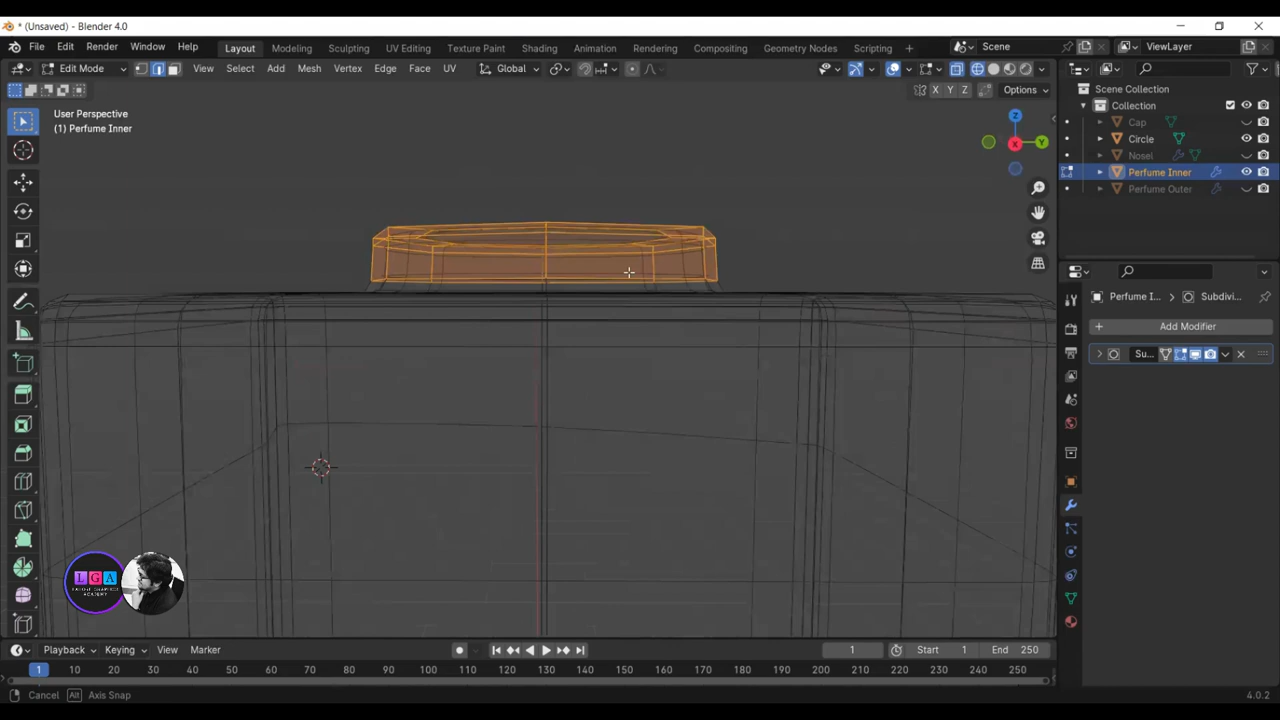 * (Unsaved) - Blender 4.0
File Edit Render Window Help Layout Modeling Sculpting UV Editing Texture Paint Shading Animation Rendering Compositing Geometry Nodes Scripting + Scene ViewLayer
Edit Mode View Select Add Mesh Vertex Edge Face UV Global
X Y Z Options
User Perspective
(1) Perfume Inner
Z
Y
X
Scene Collection
Collection
Cap
Circle
Nosel
Perfume Inner
Perfume Outer
Perfume I... > Subdivi...
+ Add Modifier
Su...
LGA
Playback Keying View Marker 1 Start 1 End 250
1 10 20 30 40 50 60 70 80 90 100 110 120 130 140 150 160 170 180 190 200 210 220 230 240 250
Cancel Alt Axis Snap 4.0.2